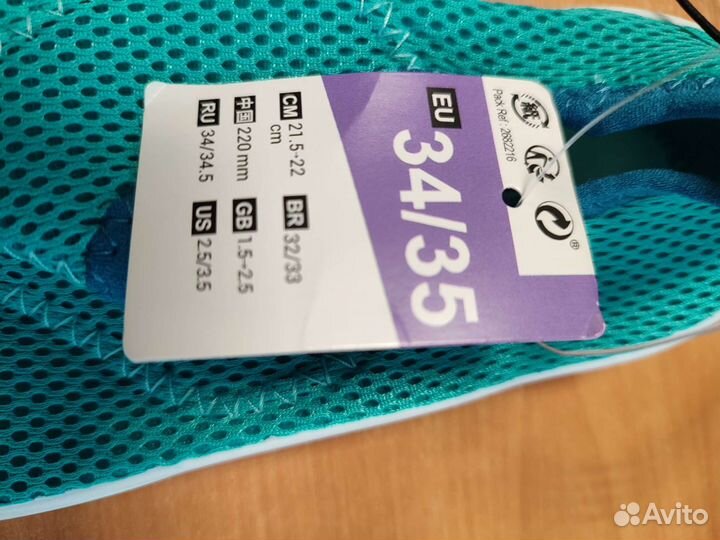 EU 34/35
CM 21.5→22 cm
BR 32/33
中国 220 mm
GB 1.5→2.5
RU 34/34.5
US 2.5/3.5
紙
Pack Ref : 2682216
®
Avito